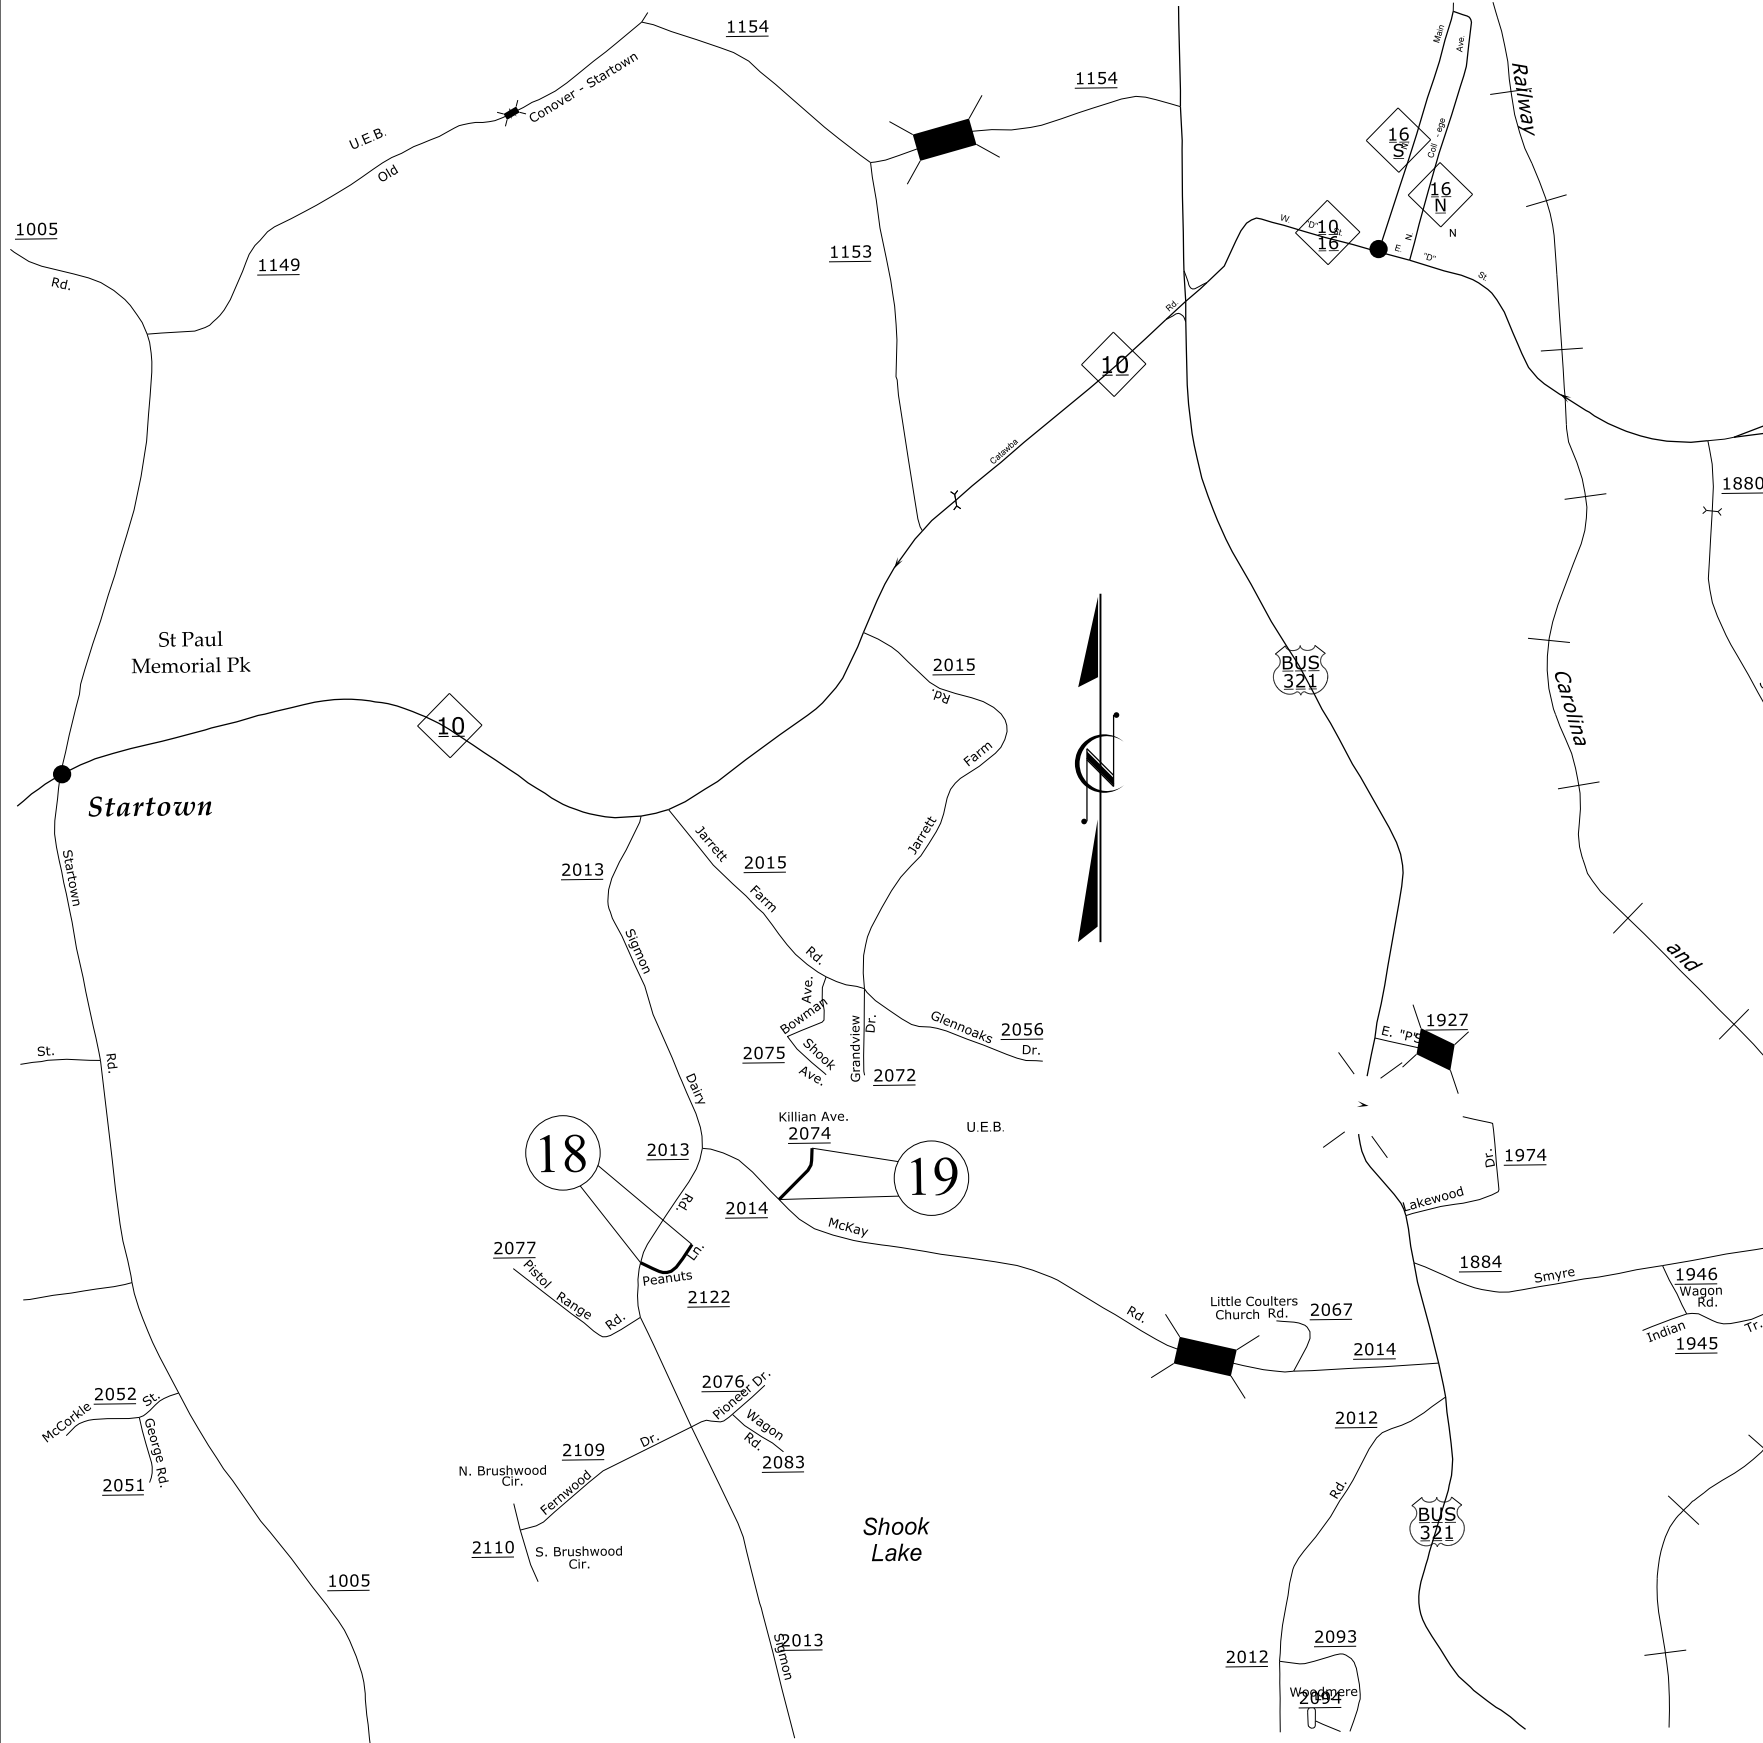 1154
Conover - Startown
1154
Main
Ave.
Railway
U.E.B.
Old
16
S
Coll - ege
16
N
N
N.
1005
Rd.
1149
1153
W. "D" St.
10
16
E. "D" St.
Rd.
10
Catawba
1880
St Paul
Memorial Pk
2015
Rd.
BUS
321
Carolina
10
Farm
Startown
Startown
2013
Jarrett
2015
Farm
Jarrett
Sigmon
Rd.
and
Ave.
Bowman
Grandview
Dr.
Glennoaks
2056
Dr.
1927
E. "P"
St.
Rd.
2075
Shook
Ave.
2072
Dairy
Killian Ave.
2074
U.E.B.
18
2013
19
1974
Dr.
Lakewood
Rd.
2014
McKay
2077
Pistol Range Rd.
Ln.
Peanuts
2122
1884
Smyre
1946
Wagon
Rd.
Indian
Tr.
1945
Little Coulters
Church Rd.
2067
Rd.
2014
2052
McCorkle
St.
George Rd.
2051
2076
Pioneer Dr.
Wagon
Rd.
2083
2109
Dr.
Fernwood
N. Brushwood
Cir.
2012
Rd.
2110
S. Brushwood
Cir.
Shook
Lake
BUS
321
1005
2013
Sigmon
2012
2093
Woodmere
2094